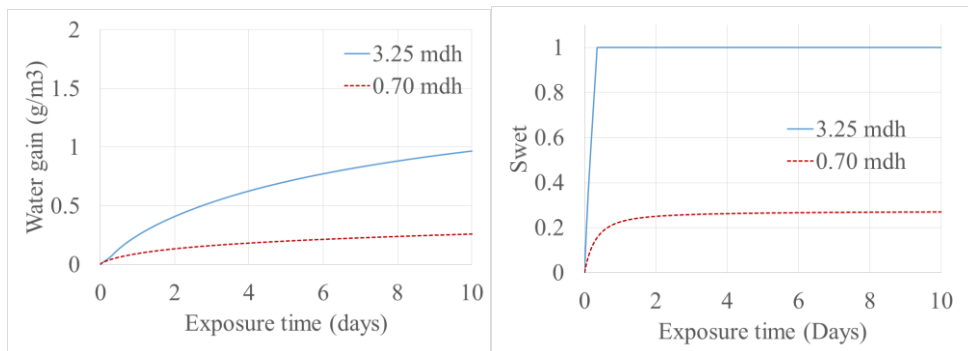 2
1.5
1
0.5
0
Water gain (g/m3)
3.25 mdh
0.70 mdh
0 2 4 6 8 10
Exposure time (days)
1
0.8
0.6
0.4
0.2
0
Swet
3.25 mdh
0.70 mdh
0 2 4 6 8 10
Exposure time (Days)